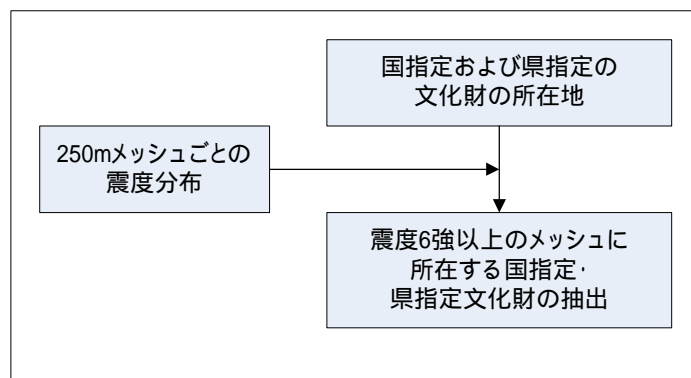 国指定および県指定の
文化財の所在地
250mメッシュごとの
震度分布
震度6強以上のメッシュに
所在する国指定・
県指定文化財の抽出